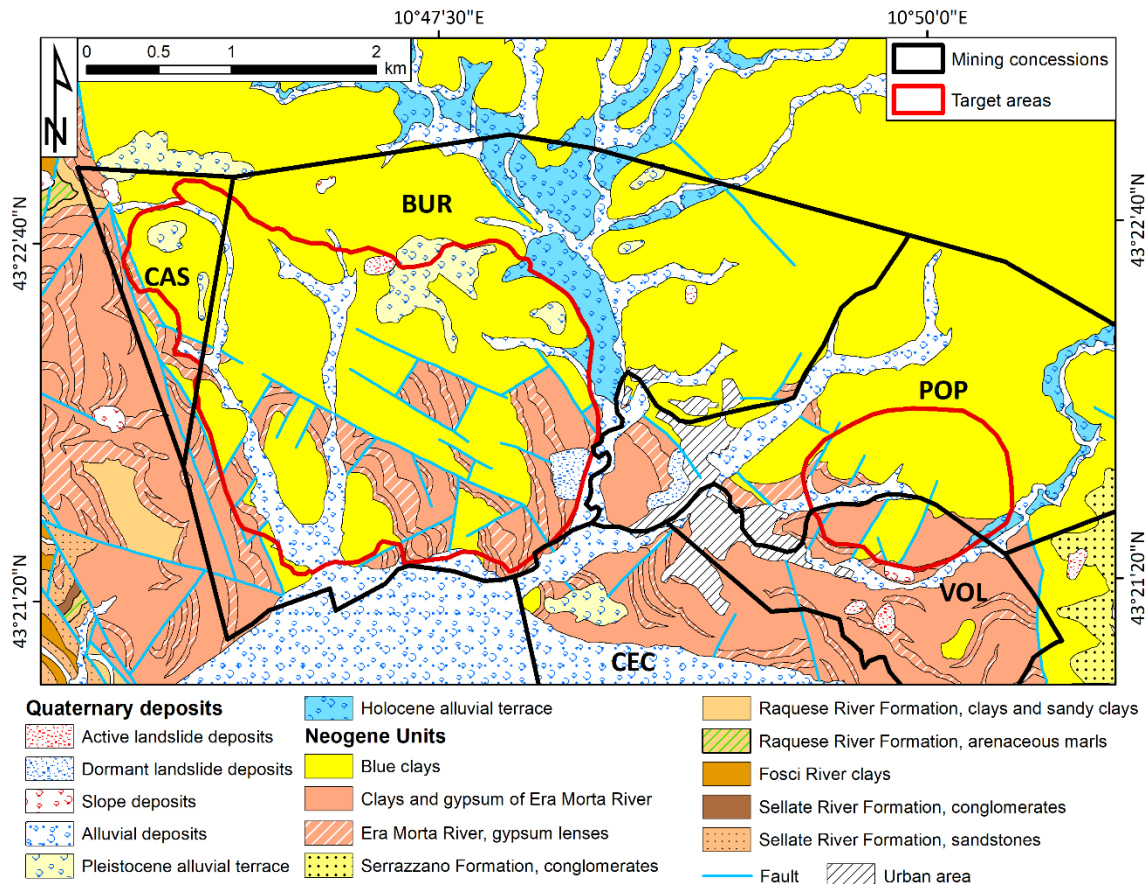 10°47'30"E
10°50'0"E
0 0.5 1 2
km
N
Mining concessions
Target areas
BUR
CAS
POP
VOL
CEC
43°22'40"N
43°21'20"N
43°22'40"N
43°21'20"N
Quaternary deposits
Active landslide deposits
Dormant landslide deposits
Slope deposits
Alluvial deposits
Pleistocene alluvial terrace
Holocene alluvial terrace
Neogene Units
Blue clays
Clays and gypsum of Era Morta River
Era Morta River, gypsum lenses
Serrazzano Formation, conglomerates
Raquese River Formation, clays and sandy clays
Raquese River Formation, arenaceous marls
Fosci River clays
Sellate River Formation, conglomerates
Sellate River Formation, sandstones
Fault
Urban area